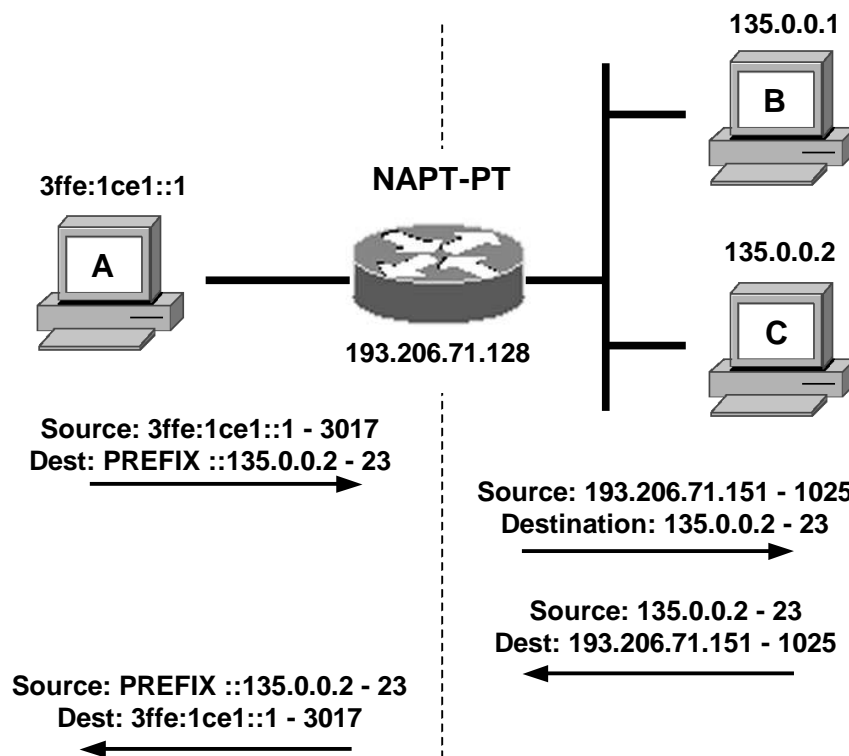 135.0.0.1
B
NAPT-PT
3ffe:1ce1::1
A
135.0.0.2
C
193.206.71.128
Source: 3ffe:1ce1::1 - 3017
Dest: PREFIX ::135.0.0.2 - 23
Source: 193.206.71.151 - 1025
Destination: 135.0.0.2 - 23
Source: 135.0.0.2 - 23
Dest: 193.206.71.151 - 1025
Source: PREFIX ::135.0.0.2 - 23
Dest: 3ffe:1ce1::1 - 3017